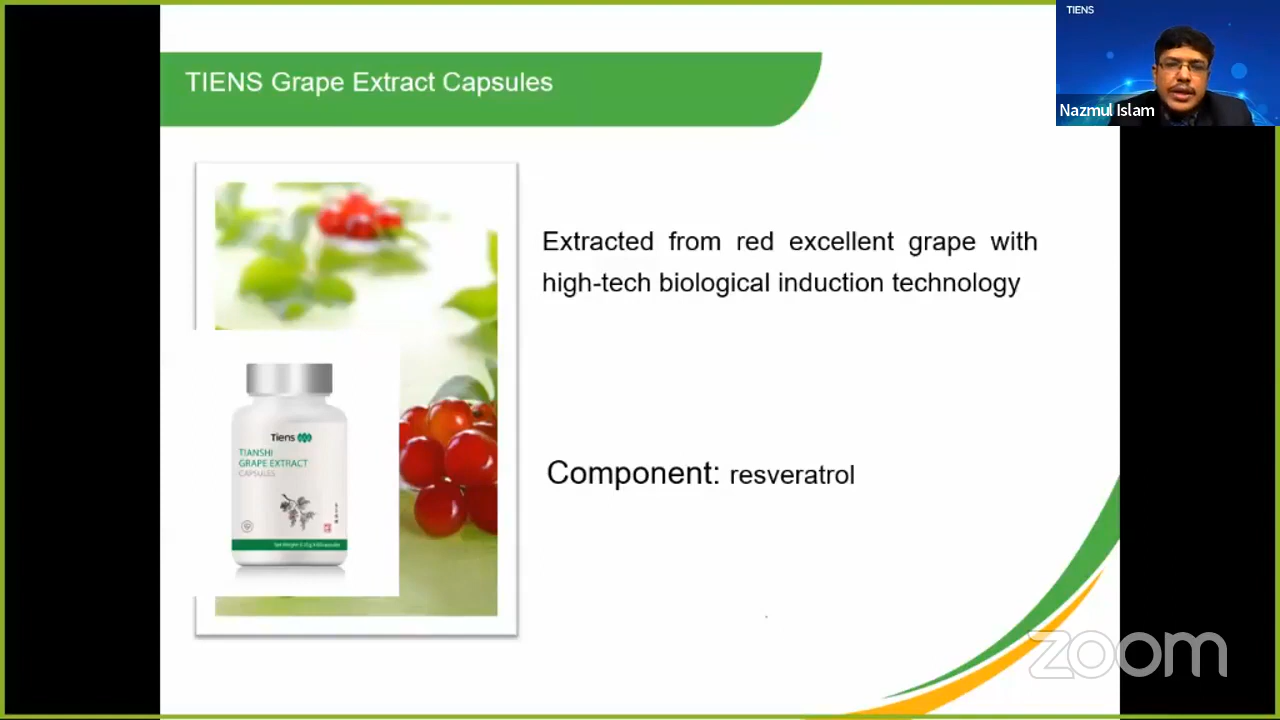 TIENS
Nazmul Islam
TIENS Grape Extract Capsules
Extracted from red excellent grape with
high-tech biological induction technology
Tiens
TIANSHI
GRAPE EXTRACT
CAPSULES
Component: resveratrol
zoom